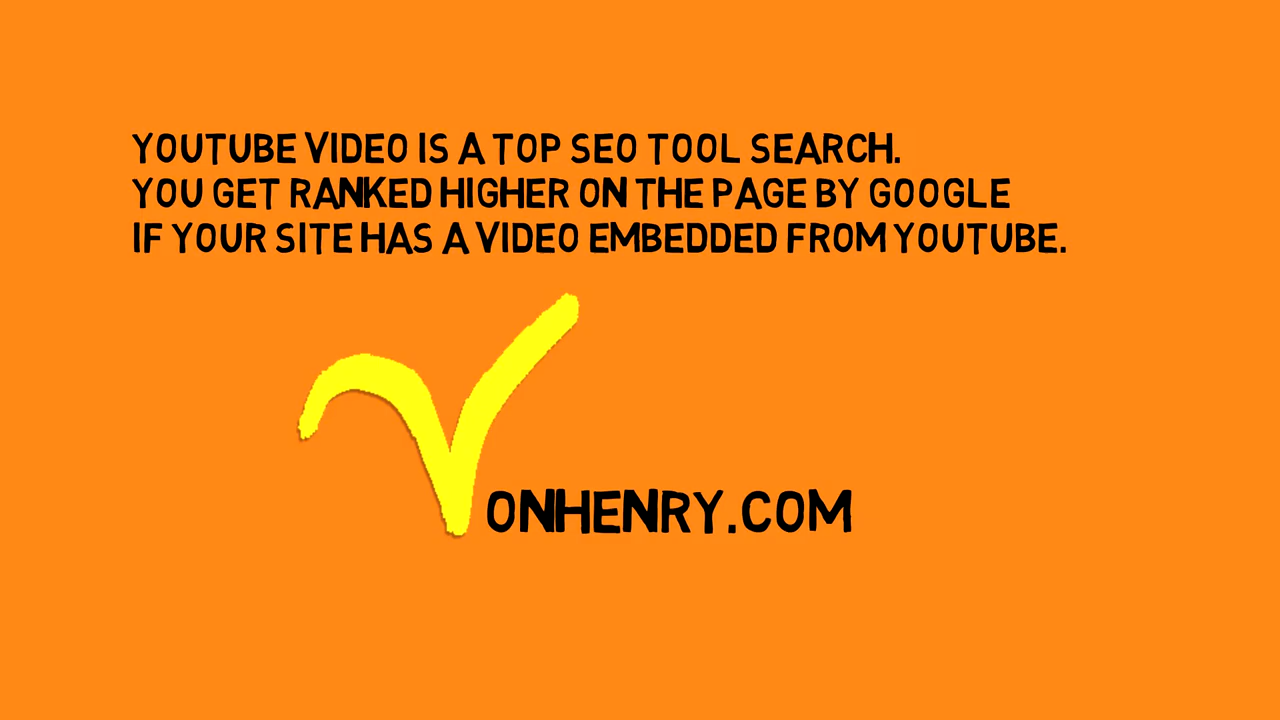 YOUTUBE VIDEO IS A TOP SEO TOOL SEARCH.
YOU GET RANKED HIGHER ON THE PAGE BY GOOGLE
IF YOUR SITE HAS A VIDEO EMBEDDED FROM YOUTUBE.
VONHENRY.COM